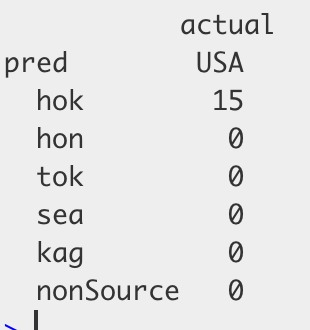 actual
pred USA
hok 15
hon 0
tok 0
sea 0
kag 0
nonSource 0
>